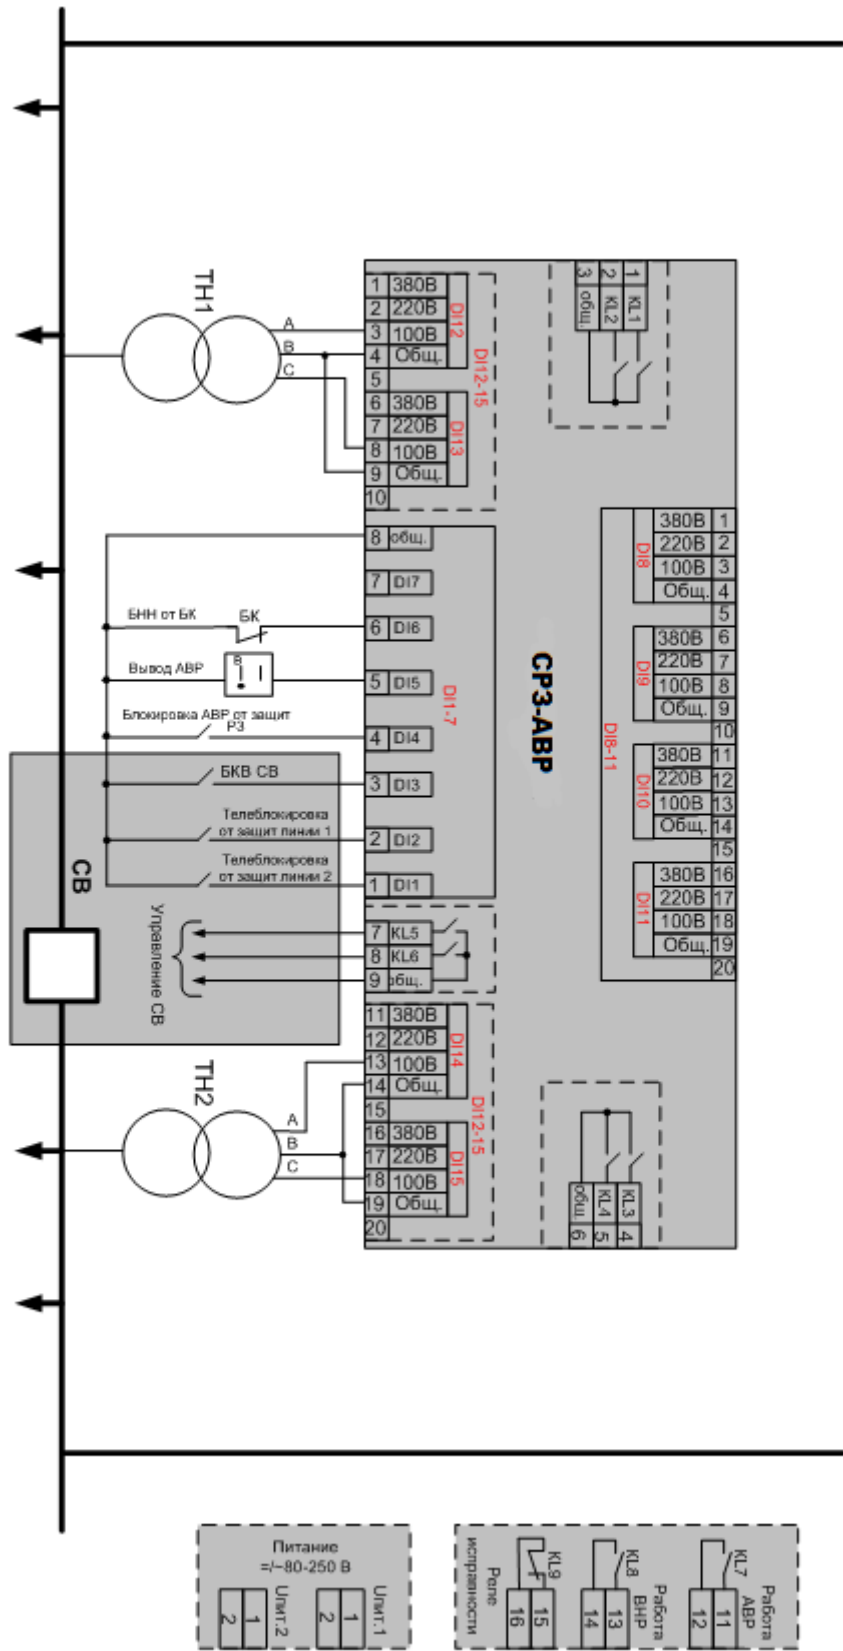 ТН1
A
B
C
1 380В
2 220В
3 100В
4 Общ.
5
6 380В
7 220В
8 100В
9 Общ.
10
DI12
DI13
DI12-15
1 KL1
2 KL2
3 общ.
8 общ.
7 DI7
6 DI6
5 DI5
4 DI4
3 DI3
2 DI2
1 DI1
DI1-7
БНН от БК
БК
Вывод АВР
В
Блокировка АВР от защит
РЗ
БКВ СВ
Телеблокировка
от защит линии 1
Телеблокировка
от защит линии 2
СВ
Управление СВ
7 KL5
8 KL6
9 общ.
СРЗ-АВР
380В 1
220В 2
100В 3
Общ. 4
5
380В 6
220В 7
100В 8
Общ. 9
10
380В 11
220В 12
100В 13
Общ. 14
15
380В 16
220В 17
100В 18
Общ. 19
20
DI8
DI9
DI10
DI11
DI8-11
ТН2
A
B
C
11 380В
12 220В
13 100В
14 Общ.
15
16 380В
17 220В
18 100В
19 Общ.
20
DI14
DI15
DI12-15
KL3 4
KL4 5
общ. 6
Питание
=/~80-250 В
Uпит.1
1
2
Uпит.2
1
2
Работа
АВР
KL7
11
12
Работа
ВНР
KL8
13
14
Реле
исправности
KL9
15
16